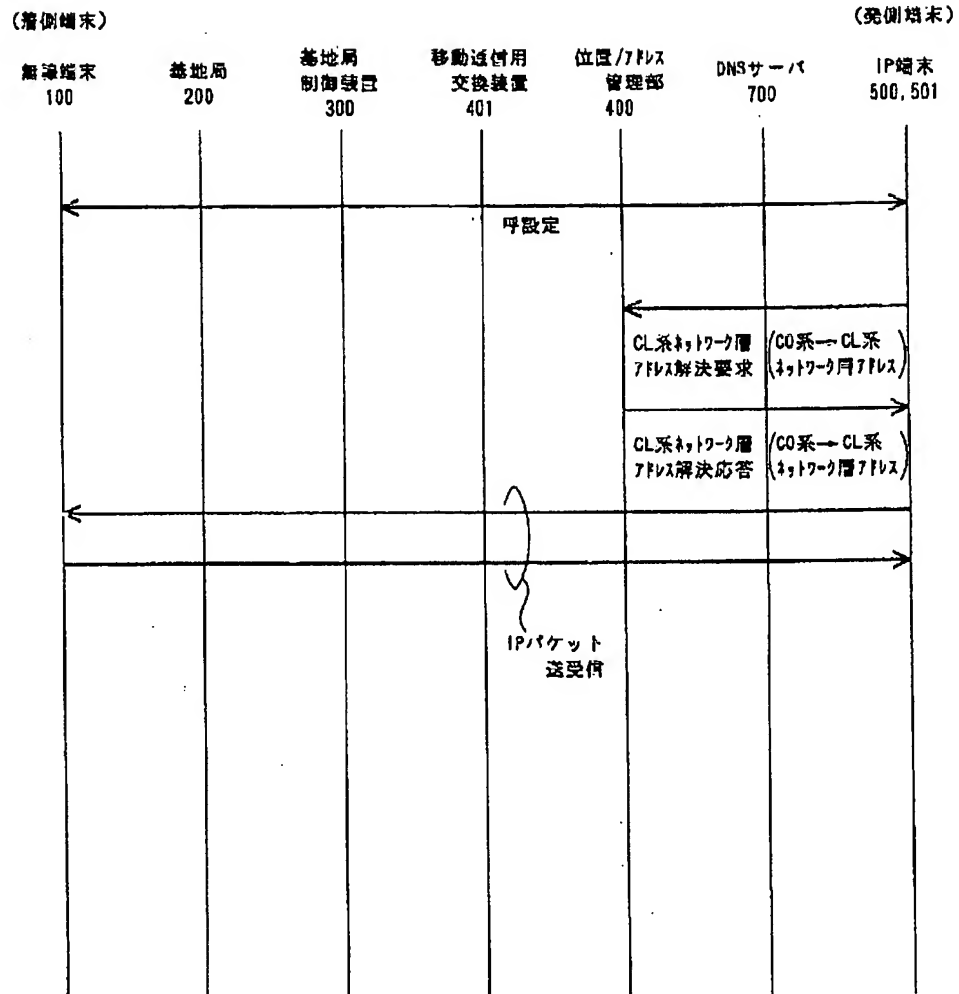 (着側端末)
(発側端末)
無線端末
100
基地局
200
基地局
制御装置
300
移動通信用
交換装置
401
位置/アドレス
管理部
400
DNSサーバ
700
IP端末
500, 501
呼設定
CL系ネットワーク層
アドレス解決要求
(CO系→CL系
ネットワーク層アドレス)
CL系ネットワーク層
アドレス解決応答
(CO系→CL系
ネットワーク層アドレス)
IPパケット
送受信